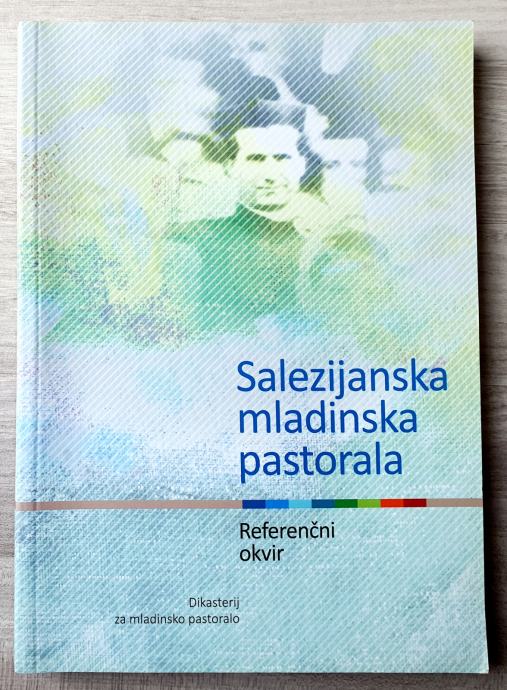 Salezijanska
mladinska
pastorala
Referenčni
okvir
Dikasterij
za mladinsko pastoralo